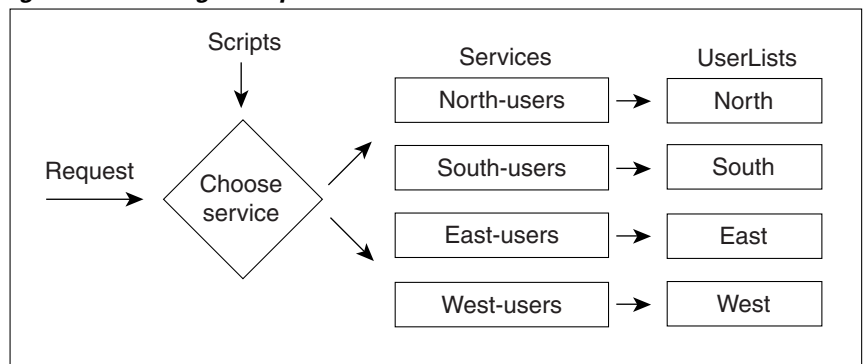 Scripts
Services
UserLists
North-users
North
Request
Choose
service
South-users
South
East-users
East
West-users
West